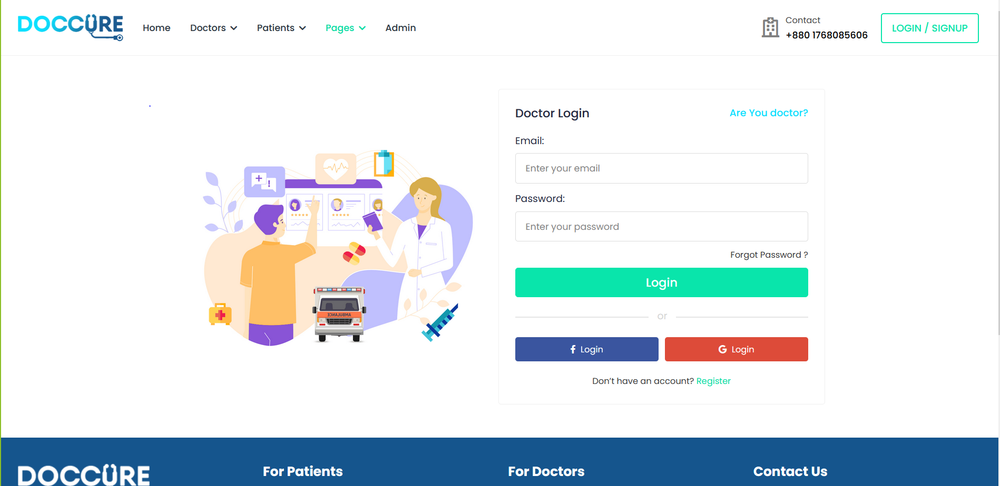 DOCCURE
Home Doctors Patients Pages Admin
Contact
+880 1768085606
LOGIN / SIGNUP
Doctor Login
Are You doctor?
Email:
Enter your email
Password:
Enter your password
Forgot Password ?
Login
or
Login
Login
Don’t have an account? Register
AMBULANCE
DOCCURE
For Patients
For Doctors
Contact Us